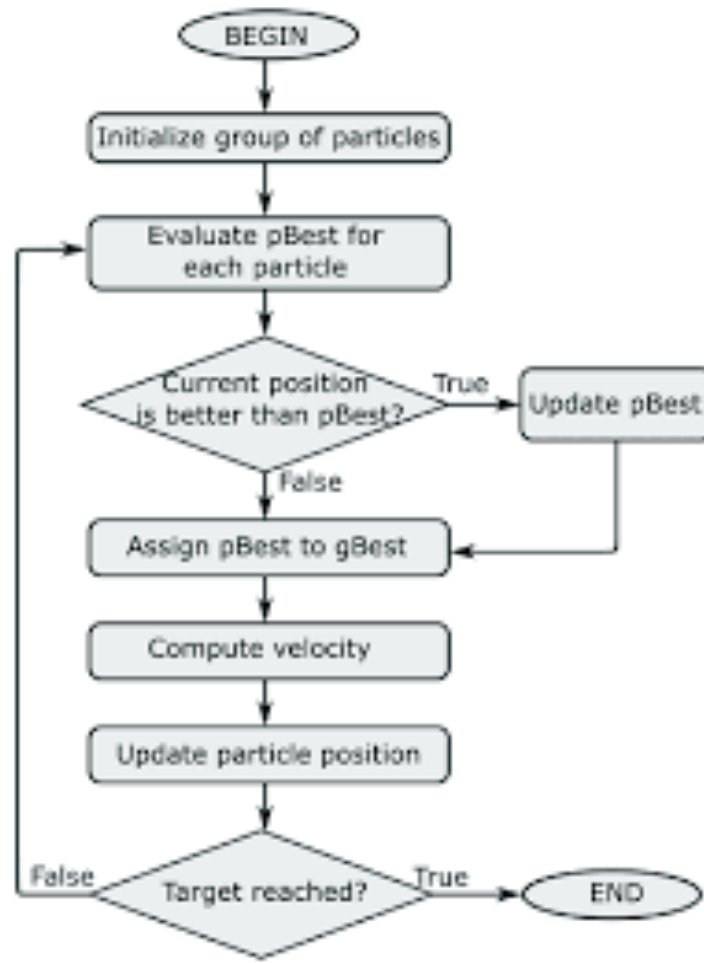 BEGIN
Initialize group of particles
Evaluate pBest for
each particle
Current position
is better than pBest?
True
Update pBest
False
Assign pBest to gBest
Compute velocity
Update particle position
False
Target reached?
True
END